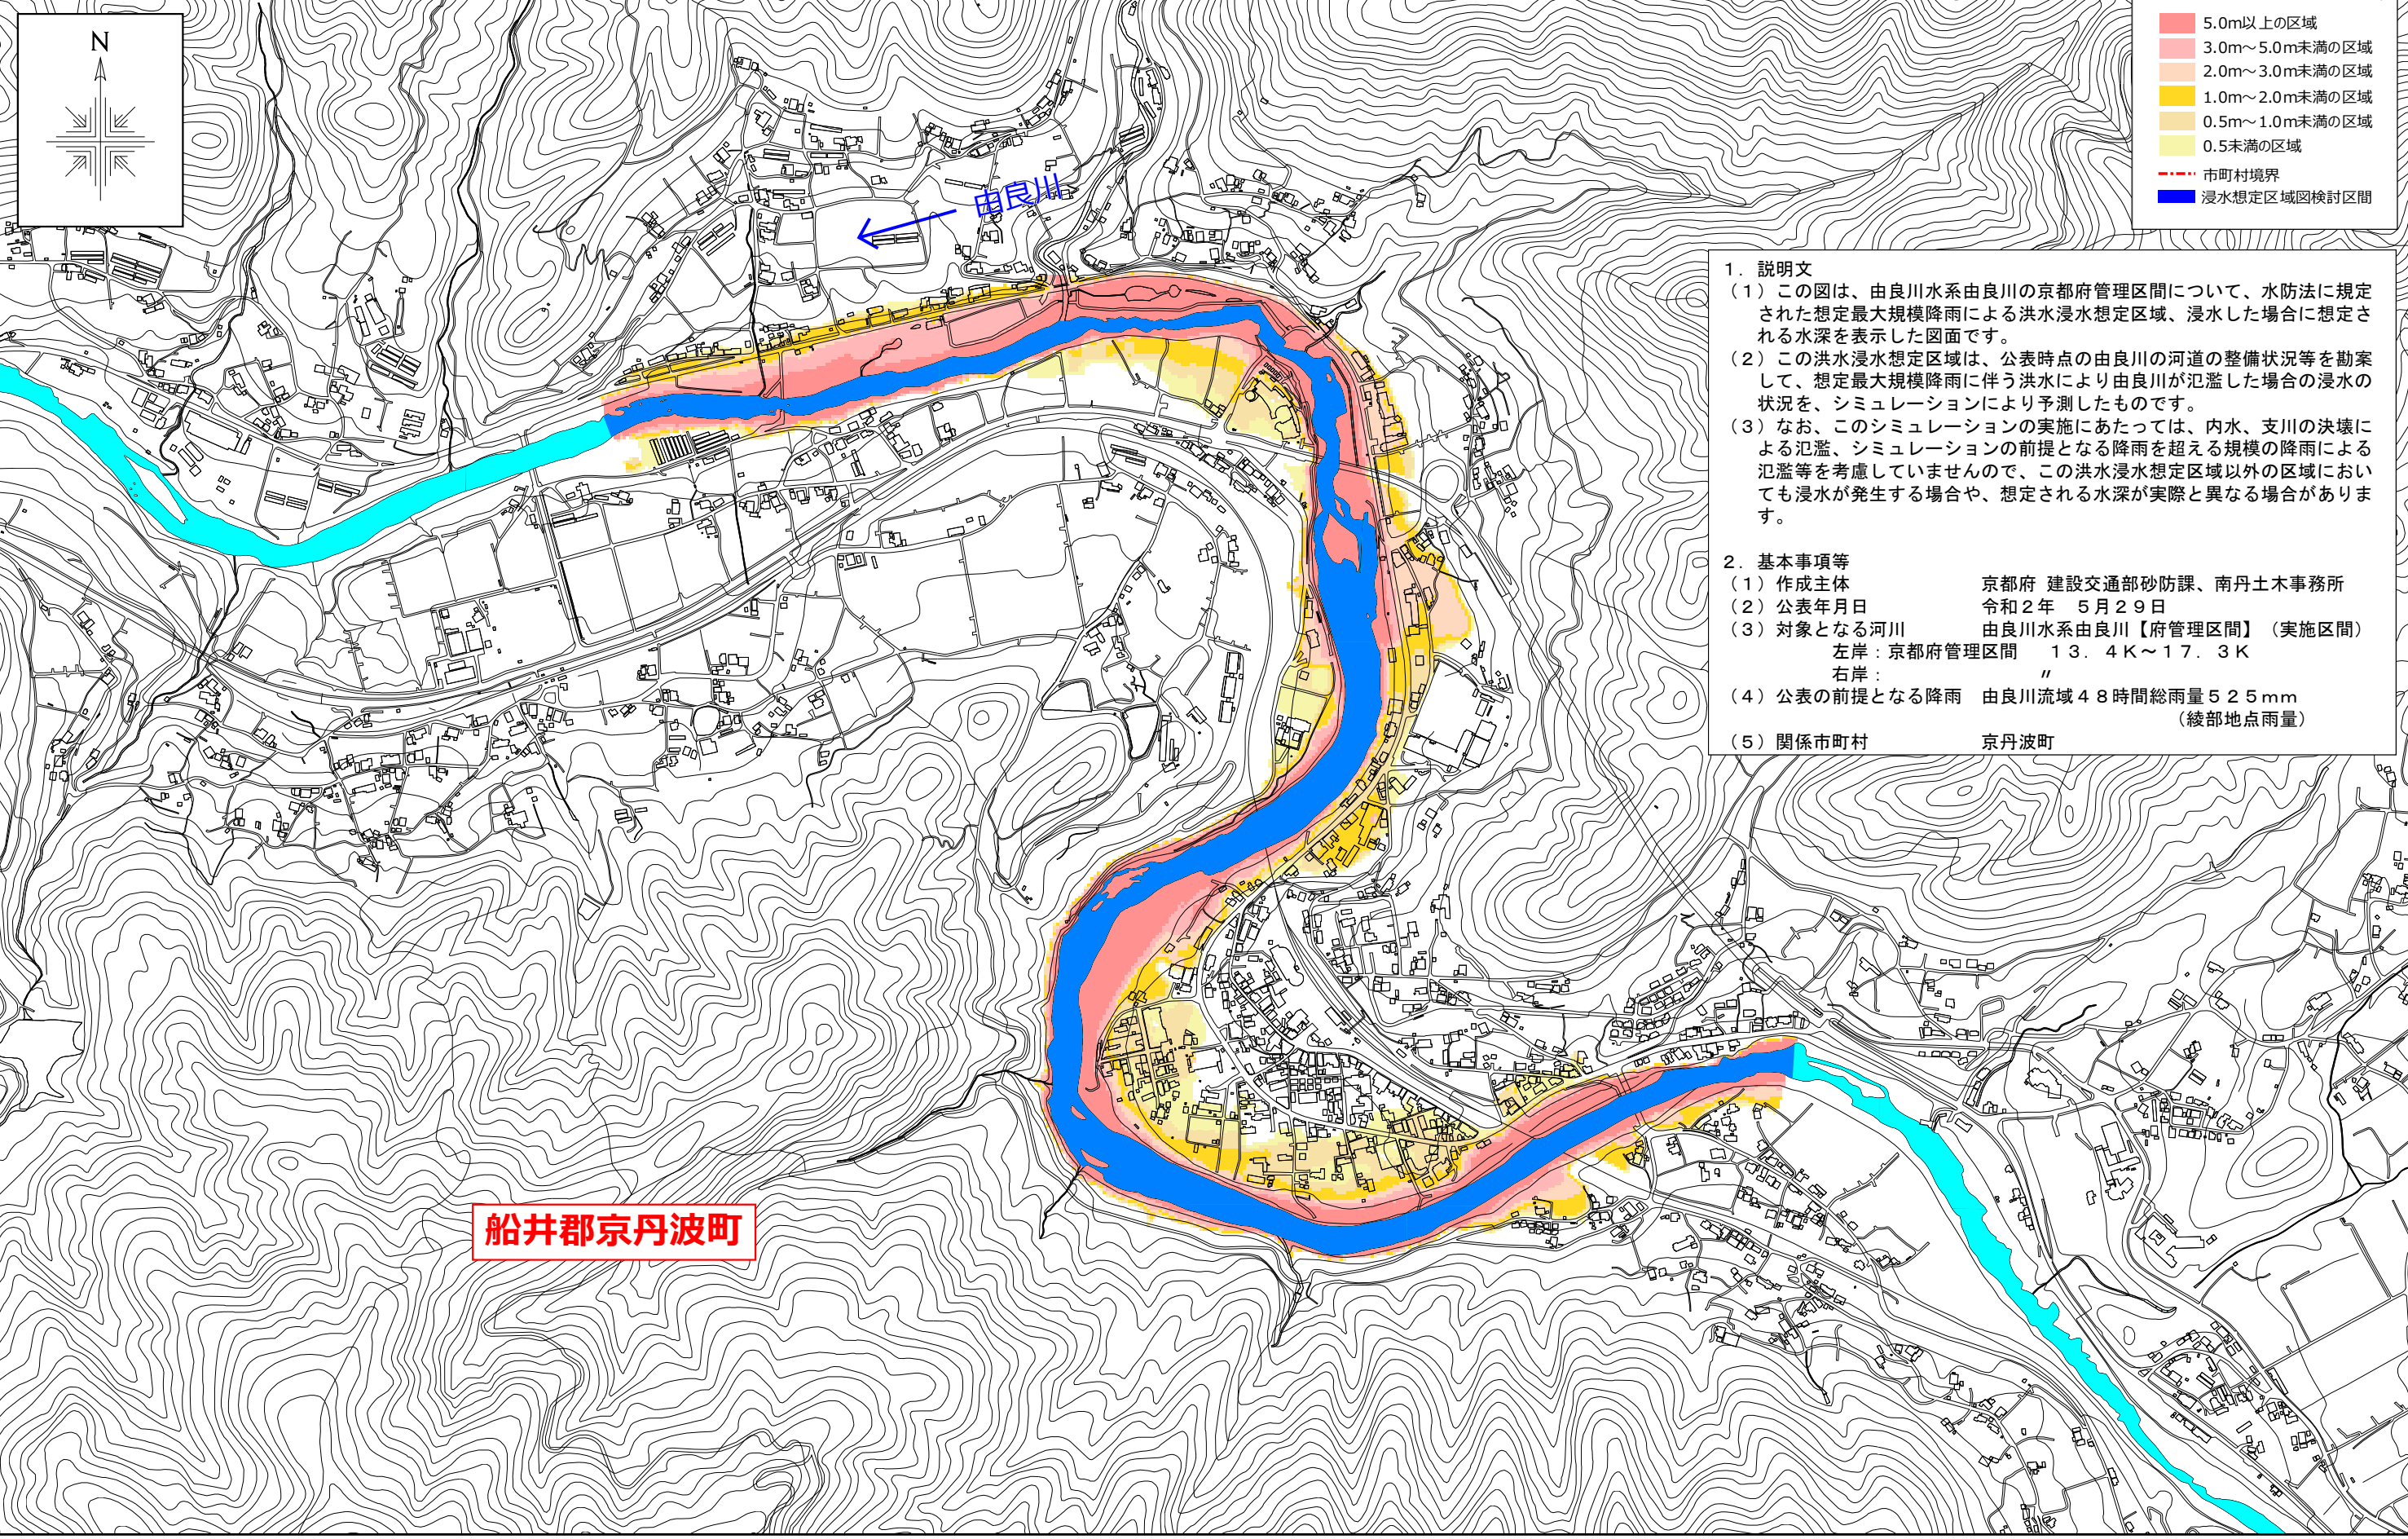 N
5.0m以上の区域
3.0m～5.0m未満の区域
2.0m～3.0m未満の区域
1.0m～2.0m未満の区域
0.5m～1.0m未満の区域
0.5未満の区域
市町村境界
浸水想定区域図検討区間
由良川
１．説明文
（１）この図は、由良川水系由良川の京都府管理区間について、水防法に規定
された想定最大規模降雨による洪水浸水想定区域、浸水した場合に想定さ
れる水深を表示した図面です。
（２）この洪水浸水想定区域は、公表時点の由良川の河道の整備状況等を勘案
して、想定最大規模降雨に伴う洪水により由良川が氾濫した場合の浸水の
状況を、シミュレーションにより予測したものです。
（３）なお、このシミュレーションの実施にあたっては、内水、支川の決壊に
よる氾濫、シミュレーションの前提となる降雨を超える規模の降雨による
氾濫等を考慮していませんので、この洪水浸水想定区域以外の区域におい
ても浸水が発生する場合や、想定される水深が実際と異なる場合がありま
す。
２．基本事項等
（１）作成主体　京都府 建設交通部砂防課、南丹土木事務所
（２）公表年月日　令和２年　５月２９日
（３）対象となる河川　由良川水系由良川【府管理区間】（実施区間）
左岸：京都府管理区間　１３．４Ｋ～１７．３Ｋ
右岸：　〃
（４）公表の前提となる降雨　由良川流域４８時間総雨量５２５ｍｍ
（綾部地点雨量）
（５）関係市町村　京丹波町
船井郡京丹波町